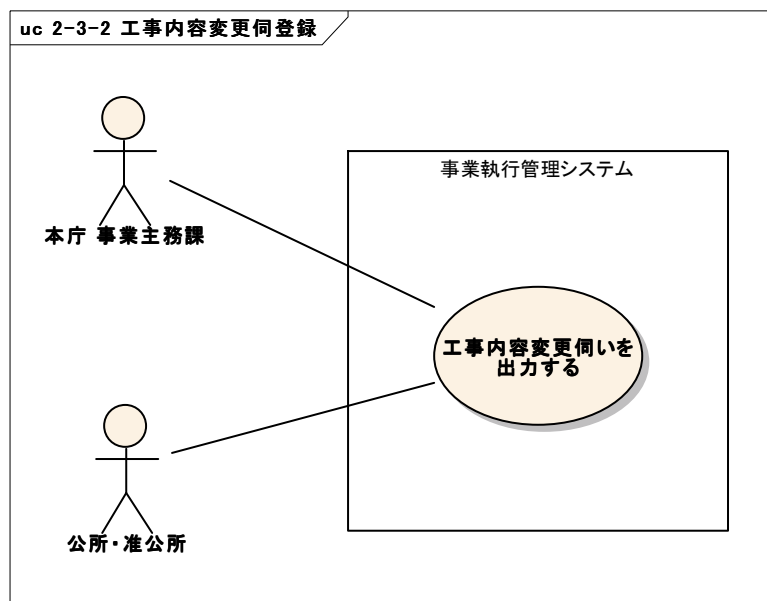 uc 2-3-2 工事内容変更伺登録
事業執行管理システム
本庁 事業主務課
工事内容変更伺いを
出力する
公所・准公所